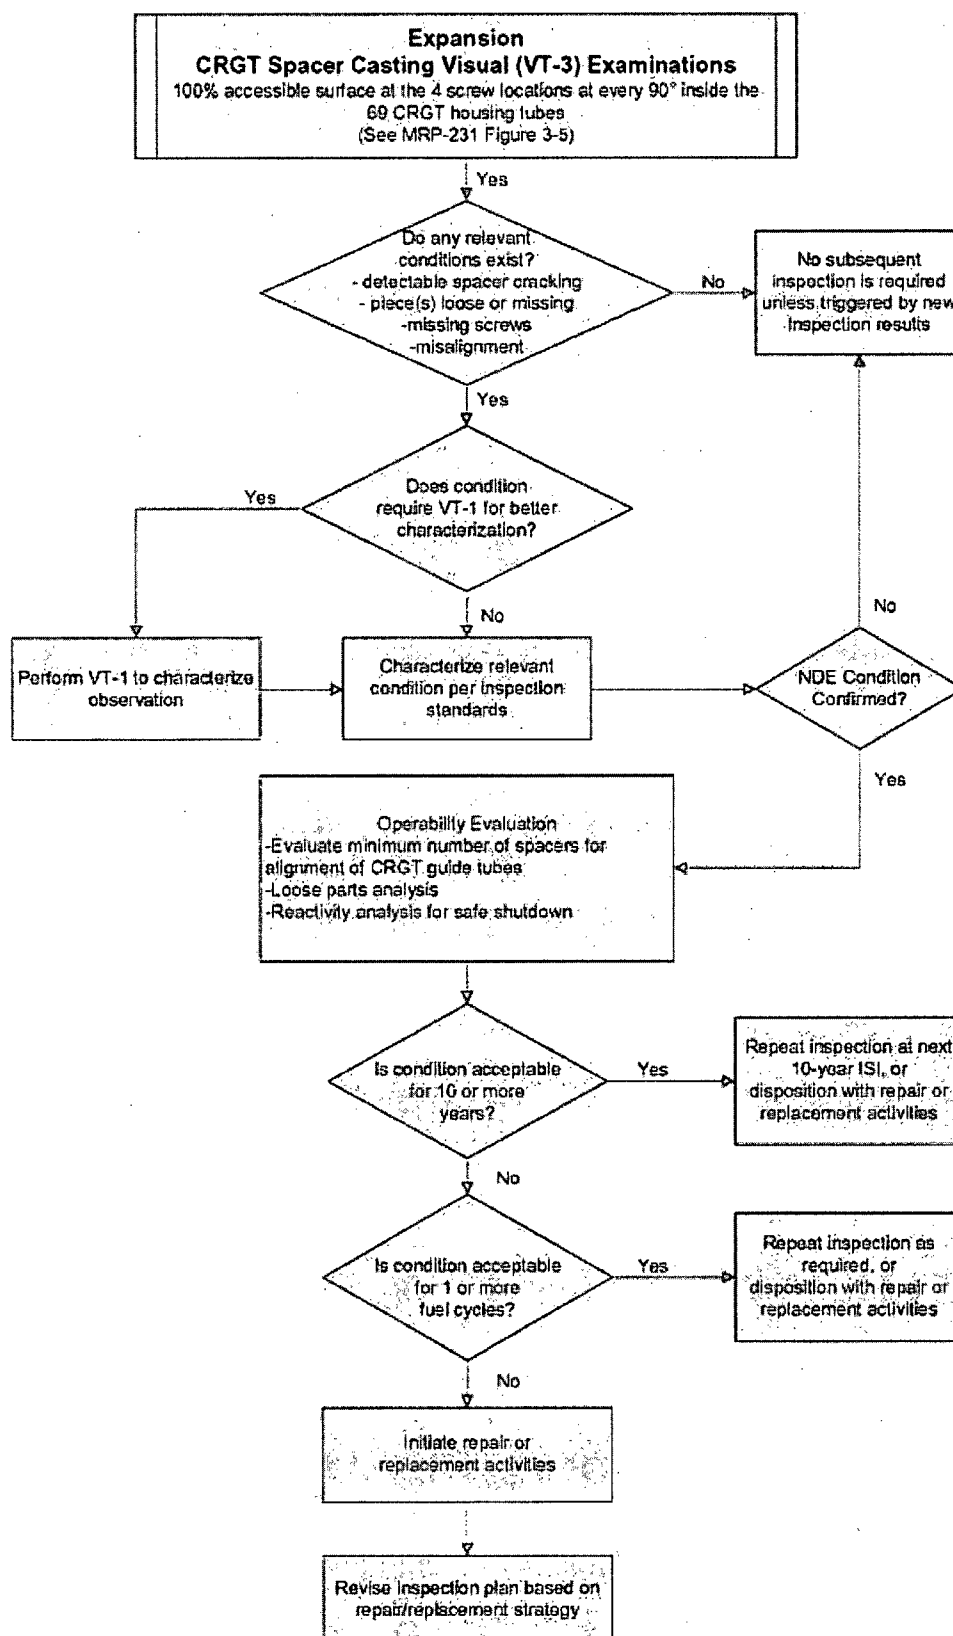 Expansion
CRGT Spacer Casting Visual (VT-3) Examinations
100% accessible surface at the 4 screw locations at every 90° inside the
69 CRGT housing tubes
(See MRP-231 Figure 3-5)
Yes
Do any relevant
conditions exist?
- detectable spacer cracking
- piece(s) loose or missing
-missing screws
-misalignment
No
No subsequent
inspection is required
unless triggered by new
Inspection results
Yes
Does condition
require VT-1 for better
characterization?
Yes
No
Perform VT-1 to characterize
observation
Characterize relevant
condition per inspection
standards
NDE Condition
Confirmed?
No
Yes
Operability Evaluation
-Evaluate minimum number of spacers for
alignment of CRGT guide tubes
-Loose parts analysis
-Reactivity analysis for safe shutdown
Is condition acceptable
for 10 or more
years?
Yes
Repeat inspection at next
10-year ISI, or
disposition with repair or
replacement activities
No
Is condition acceptable
for 1 or more
fuel cycles?
Yes
Repeat inspection as
required, or
disposition with repair or
replacement activities
No
Initiate repair or
replacement activities
Revise inspection plan based on
repair/replacement strategy